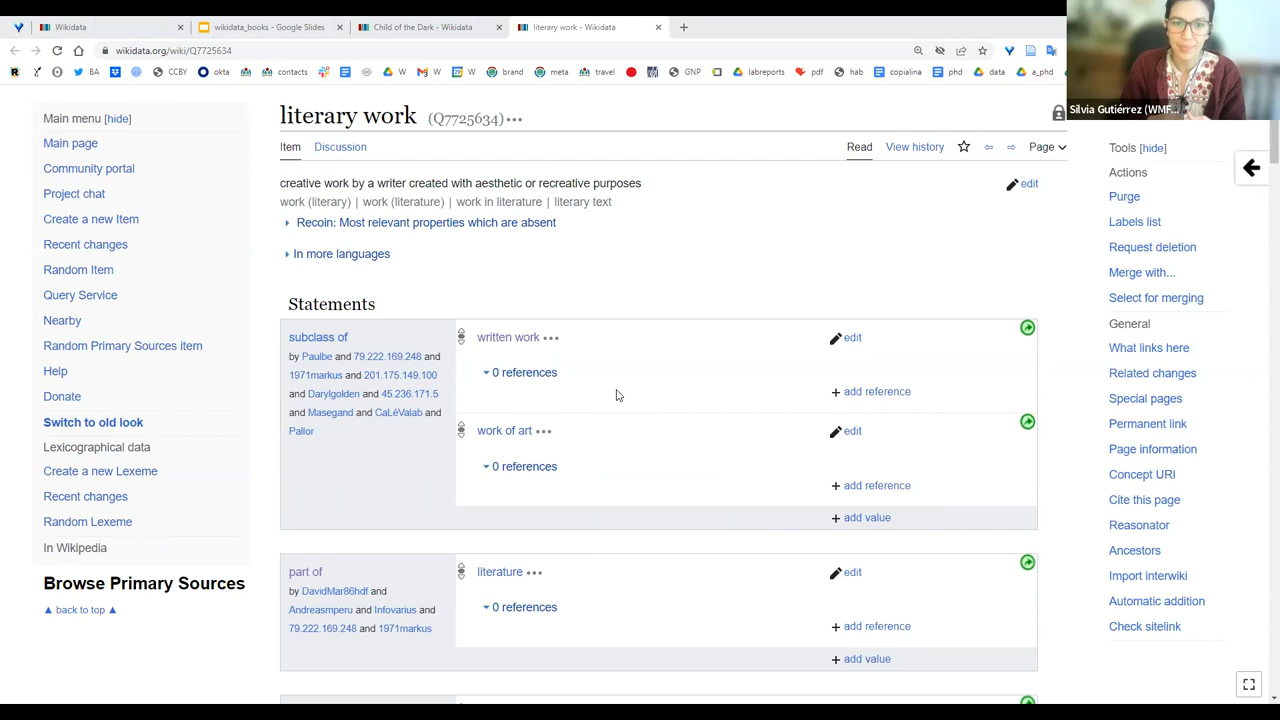 Wikidata
wikidata_books - Google Slides
Child of the Dark - Wikidata
literary work - Wikidata
wikidata.org/wiki/Q7725634
BA
CCBY
okta
contacts
W
W
W
brand
meta
travel
GNP
labreports
pdf
hab
copialina
phd
data
a_phd
Silvia Gutiérrez (WMF...
Main menu [hide]
Main page
Community portal
Project chat
Create a new Item
Recent changes
Random Item
Query Service
Nearby
Random Primary Sources item
Help
Donate
Switch to old look
Lexicographical data
Create a new Lexeme
Recent changes
Random Lexeme
In Wikipedia
Browse Primary Sources
▲ back to top ▲
literary work (Q7725634)
Item Discussion
Read View history Page
creative work by a writer created with aesthetic or recreative purposes
edit
work (literary) | work (literature) | work in literature | literary text
Recoin: Most relevant properties which are absent
In more languages
Statements
subclass of
by Paulbe and 79.222.169.248 and
1971markus and 201.175.149.100
and Darylgolden and 45.236.171.5
and Masegand and CaLéValab and
Pallor
written work
edit
0 references
+ add reference
work of art
edit
0 references
+ add reference
+ add value
part of
by DavidMar86hdf and
Andreasmperu and Infovarius and
79.222.169.248 and 1971markus
literature
edit
0 references
+ add reference
+ add value
Tools [hide]
Actions
Purge
Labels list
Request deletion
Merge with...
Select for merging
General
What links here
Related changes
Special pages
Permanent link
Page information
Concept URI
Cite this page
Reasonator
Ancestors
Import interwiki
Automatic addition
Check sitelink